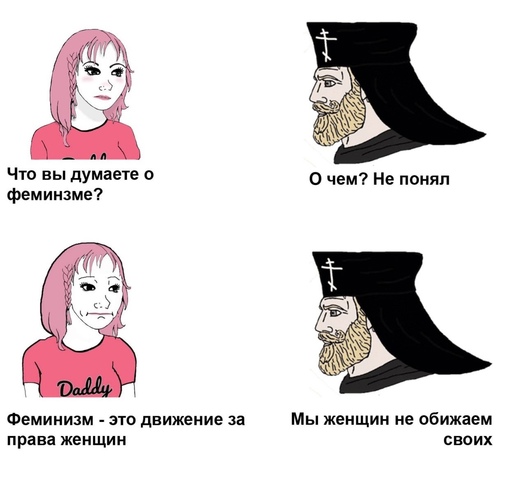 Daddy
Что вы думаете о
феминзме?
О чем? Не понял
Daddy
Феминизм - это движение за
права женщин
Мы женщин не обижаем
своих